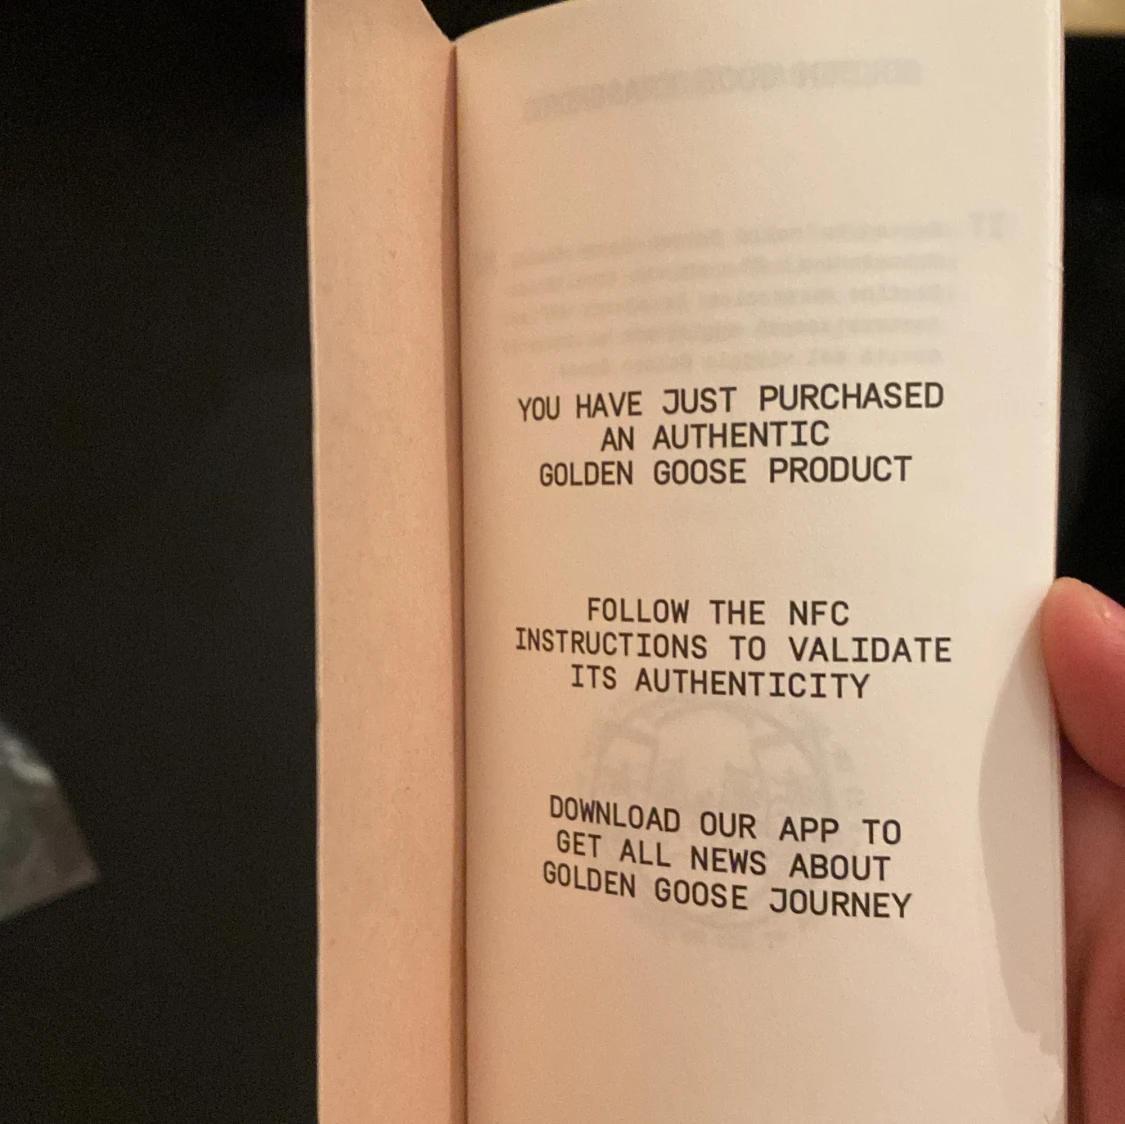 YOU HAVE JUST PURCHASED
AN AUTHENTIC
GOLDEN GOOSE PRODUCT
FOLLOW THE NFC
INSTRUCTIONS TO VALIDATE
ITS AUTHENTICITY
DOWNLOAD OUR APP TO
GET ALL NEWS ABOUT
GOLDEN GOOSE JOURNEY